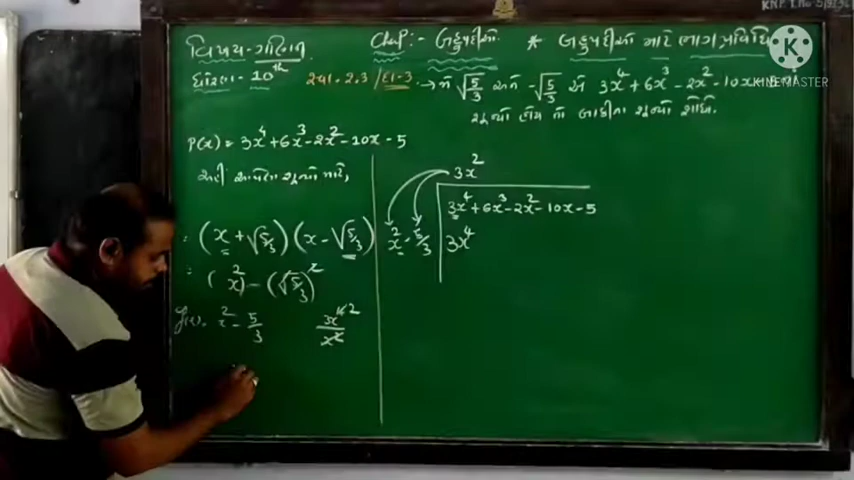 વિષય-ગણિત
ધોરણ- 10th
Chap:- બહુપદીઓ
* બહુપદીઓ માટે ભાગ પ્રવિધિ
સ્વા. 2.3 / દા-3 → જો √5/3 અને -√5/3 એ 3x⁴+6x³-2x²-10x-5 ના
શૂન્યો હોય તો બાકીના શૂન્યો શોધો.
P(x) = 3x⁴+6x³-2x²-10x-5
અહીં આપેલા શૂન્યો માટે,
= (x + √5/3) (x - √5/3)
= (x²) - (√5/3)²
g(x)= x² - 5/3
3x⁴ 2
x²
3x²
3x⁴+6x³-2x²-10x-5
x² - 5/3
3x⁴
KINEMASTER